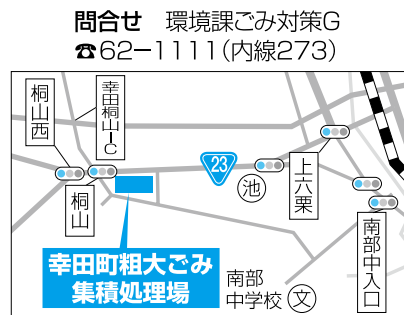 問合せ 環境課ごみ対策G
☎62−1111(内線273)
桐山西
幸田桐山IC
桐山
23
池
上六栗
南部中入口
幸田町粗大ごみ
集積処理場
南部
中学校 文